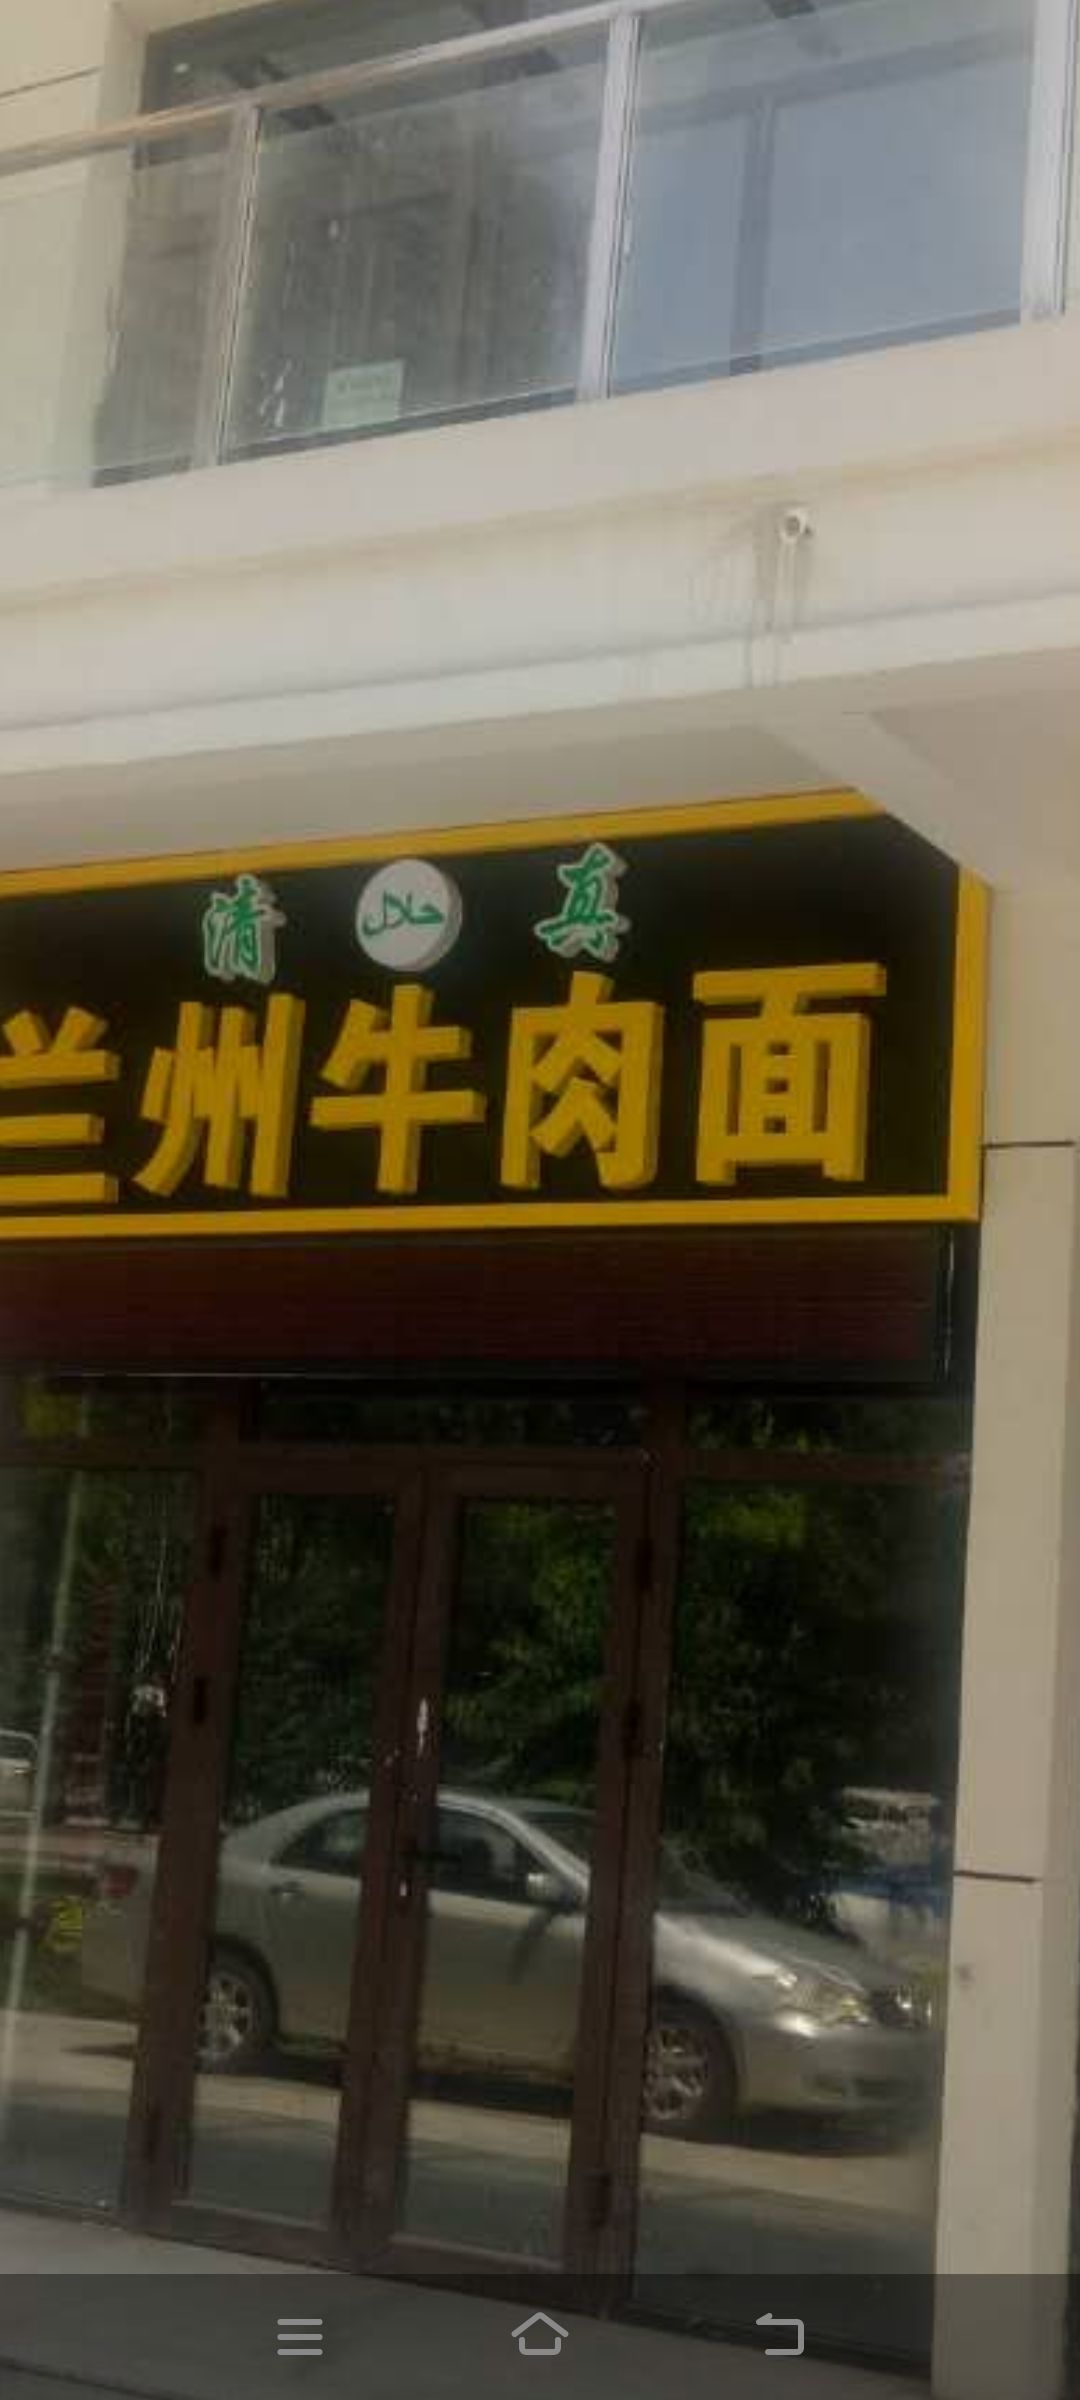 清 حلال 真
兰州牛肉面